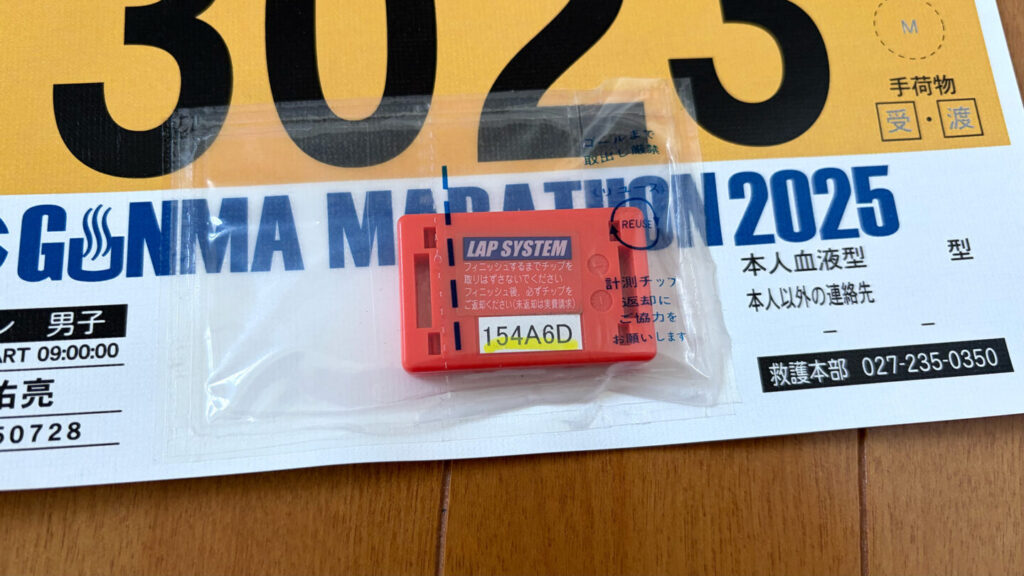 3023
M
手荷物
受・渡
ゴールまで
取出し厳禁
GUNMA MARATHON 2025
(リユース)
REUSE
LAP SYSTEM
フィニッシュするまでチップを
取りはずさないでください
フィニッシュ後、必ずチップを
ご返却ください(未返却は実費請求)
154A6D
計測チップ
返却に
ご協力を
お願いします
本人血液型 型
本人以外の連絡先
– –
救護本部 027-235-0350
ン 男子
ART 09:00:00
佑亮
50728